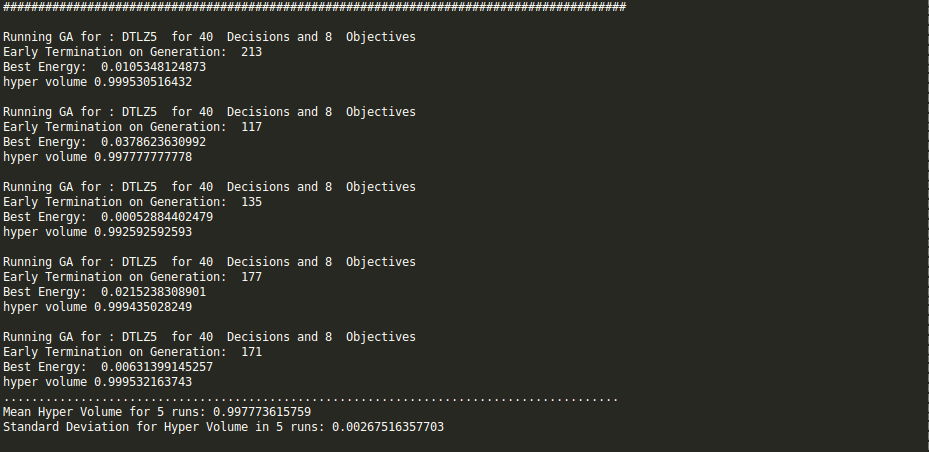 #########################################################################################
Running GA for : DTLZ5  for 40  Decisions and 8  Objectives
Early Termination on Generation:  213
Best Energy:  0.0105348124873
hyper volume 0.999530516432
Running GA for : DTLZ5  for 40  Decisions and 8  Objectives
Early Termination on Generation:  117
Best Energy:  0.0378623630992
hyper volume 0.997777777778
Running GA for : DTLZ5  for 40  Decisions and 8  Objectives
Early Termination on Generation:  135
Best Energy:  0.00052884402479
hyper volume 0.992592592593
Running GA for : DTLZ5  for 40  Decisions and 8  Objectives
Early Termination on Generation:  177
Best Energy:  0.0215238308901
hyper volume 0.999435028249
Running GA for : DTLZ5  for 40  Decisions and 8  Objectives
Early Termination on Generation:  171
Best Energy:  0.00631399145257
hyper volume 0.999532163743
........................................................................................
Mean Hyper Volume for 5 runs: 0.997773615759
Standard Deviation for Hyper Volume in 5 runs: 0.00267516357703